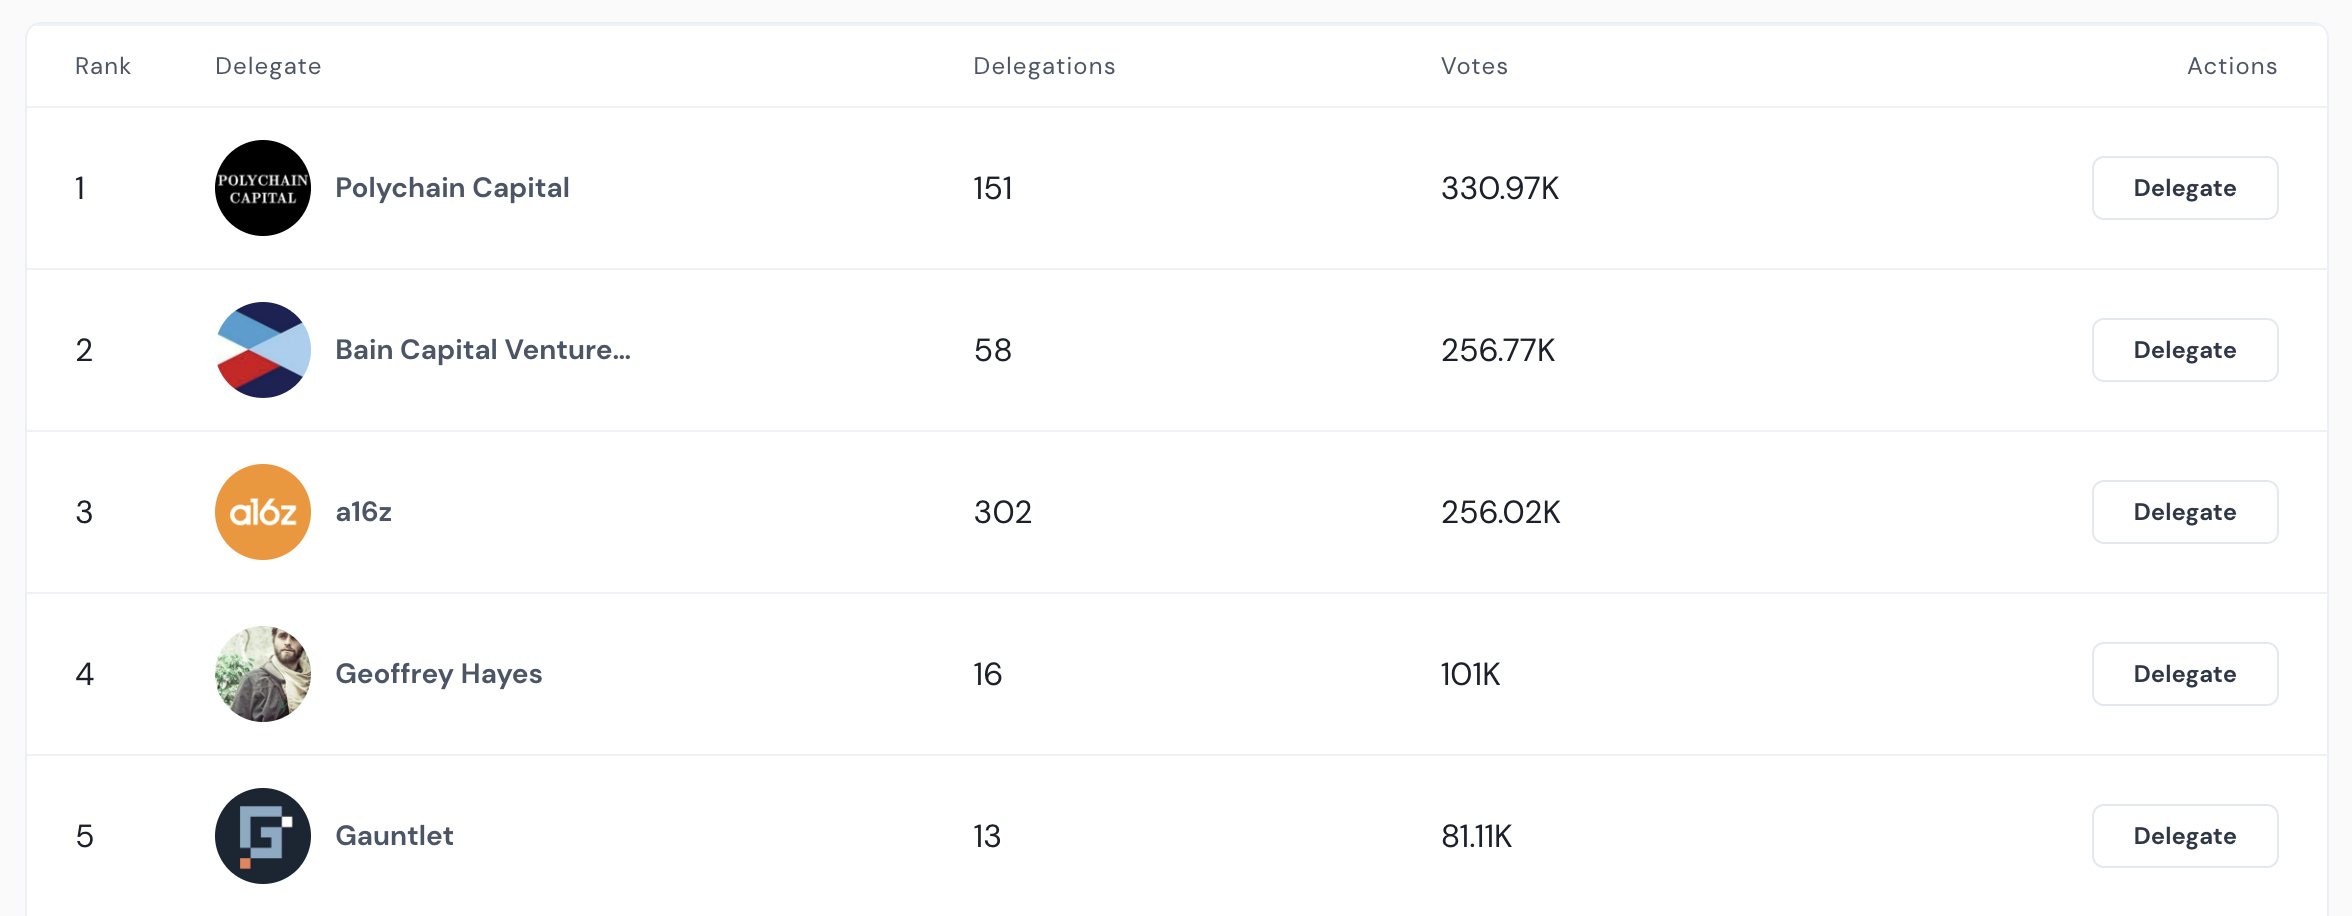 Rank Delegate Delegations Votes Actions
1 POLYCHAIN CAPITAL Polychain Capital 151 330.97K Delegate
2 Bain Capital Venture... 58 256.77K Delegate
3 a16z a16z 302 256.02K Delegate
4 Geoffrey Hayes 16 101K Delegate
5 G Gauntlet 13 81.11K Delegate